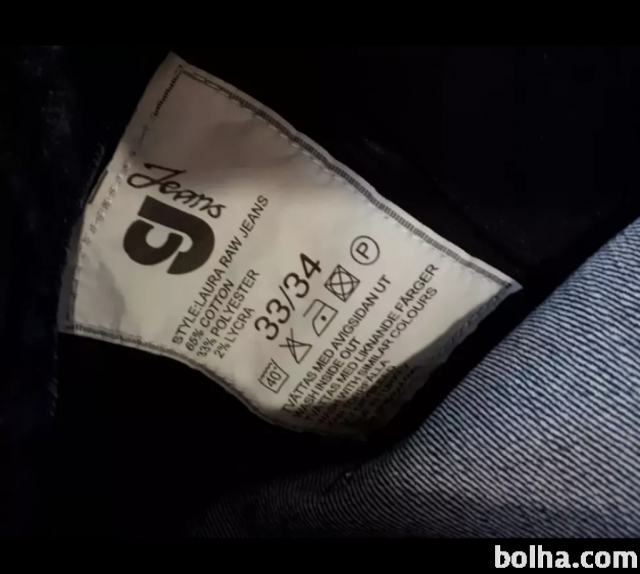 Jeans
GJ
STYLE:LAURA RAW JEANS
65% COTTON
33% POLYESTER
2% LYCRA
33/34
40°
P
TVÄTTAS MED AVIGSIDAN UT
WASH INSIDE OUT
TVÄTTAS MED LIKNANDE FÄRGER
WASH WITH SIMILAR COLOURS
bolha.com